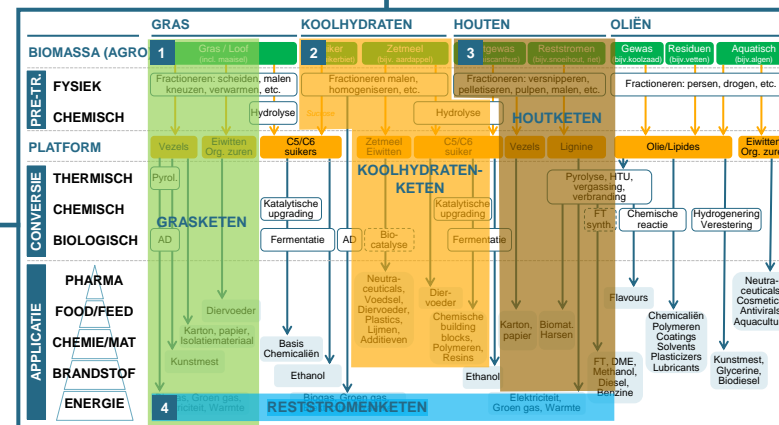 GRAS
KOOLHYDRATEN
HOUTEN
OLIËN
BIOMASSA (AGRO
1
Gras / Loof
(incl. maaisel)
2
Zetmeel
(bijv. aardappel)
3
Reststromen
(bijv.snoeihout, net)
Gewas
(bijv.koolzaad)
Residuen
(bijv.vetten)
Aquatisch
(bijv.algen)
PRE-TR.
FYSIEK
CHEMISCH
Fractioneren: scheiden, malen
kneuzen, verwarmen, etc.
Fractioneren malen,
homogeniseren, etc.
Fractioneren: versnipperen,
pelletiseren, pulpen, malen, etc.
Fractioneren: persen, drogen, etc.
Hydrolyse
Hydrolyse
HOUTKETEN
PLATFORM
Vezels
Eiwitten
Org. zuren
C5/C6
suikers
Zetmeel
Eiwitten
C5/C6
suiker
Vezels
Lignine
Olie/Lipides
Eiwitten
Org. zure
KOOLHYDRATEN-
KETEN
CONVERSIE
THERMISCH
CHEMISCH
BIOLOGISCH
Pyrol.
Pyrolyse, HTU,
vergassing,
verbranding
GRASKETEN
Katalytische
upgrading
Katalytische
upgrading
FT
synth.
Chemische
reactie
Hydrogenering
Verestering
AD
Fermentatie
AD
Bio-
catalyse
Fermentatie
APPLICATIE
PHARMA
FOOD/FEED
CHEMIE/MAT
BRANDSTOF
ENERGIE
Diervoeder
Karton, papier,
Isolatiemateriaal
Kunstmest
Basis
Chemicaliën
Ethanol
Neutra-
ceuticals,
Voedsel,
Diervoeder,
Plastics,
Lijmen,
Additieven
Dier-
voeder
Chemische
building
blocks,
Polymeren,
Resins
Ethanol
Karton,
papier
Biomat.
Harsen
FT, DME,
Methanol,
Diesel,
Benzine
Flavours
Chemicaliën
Polymeren
Coatings
Solvents
Plasticizers
Lubricants
Kunstmest,
Glycerine,
Biodiesel
Neutra-
ceuticals
Cosmetic
Antivirals
Aquacultu
4
Groen gas,
Warmte
RESTSTROMENKETEN
Biogas, Groen gas
Elektriciteit,
Groen gas, Warmte